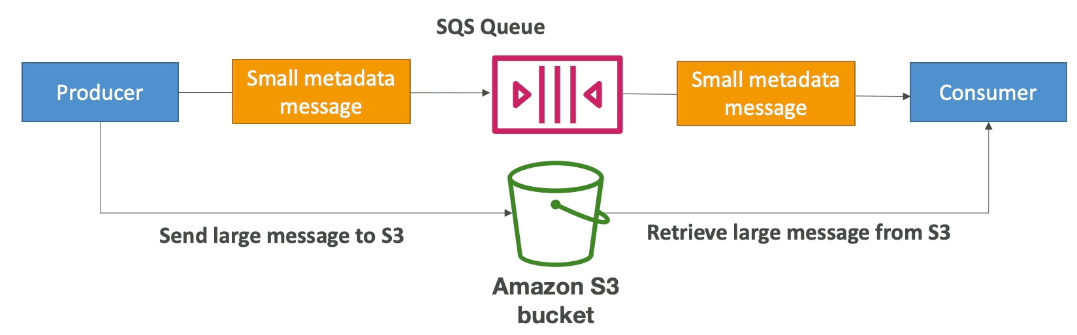 SQS Queue
Producer
Small metadata
message
Small metadata
message
Consumer
Send large message to S3
Retrieve large message from S3
Amazon S3
bucket